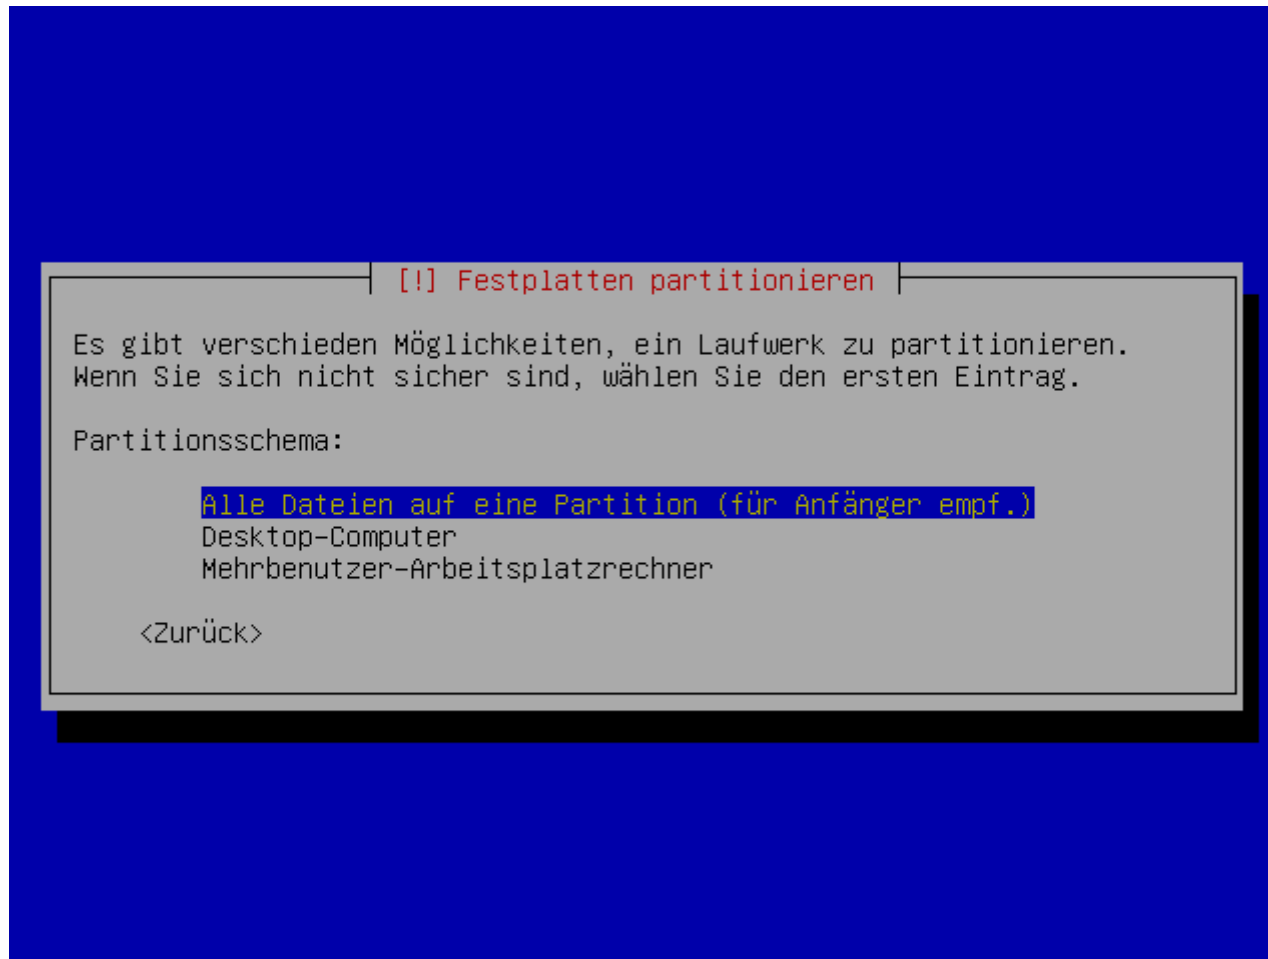 [!] Festplatten partitionieren
Es gibt verschieden Möglichkeiten, ein Laufwerk zu partitionieren.
Wenn Sie sich nicht sicher sind, wählen Sie den ersten Eintrag.
Partitionsschema:
Alle Dateien auf eine Partition (für Anfänger empf.)
Desktop-Computer
Mehrbenutzer-Arbeitsplatzrechner
<Zurück>